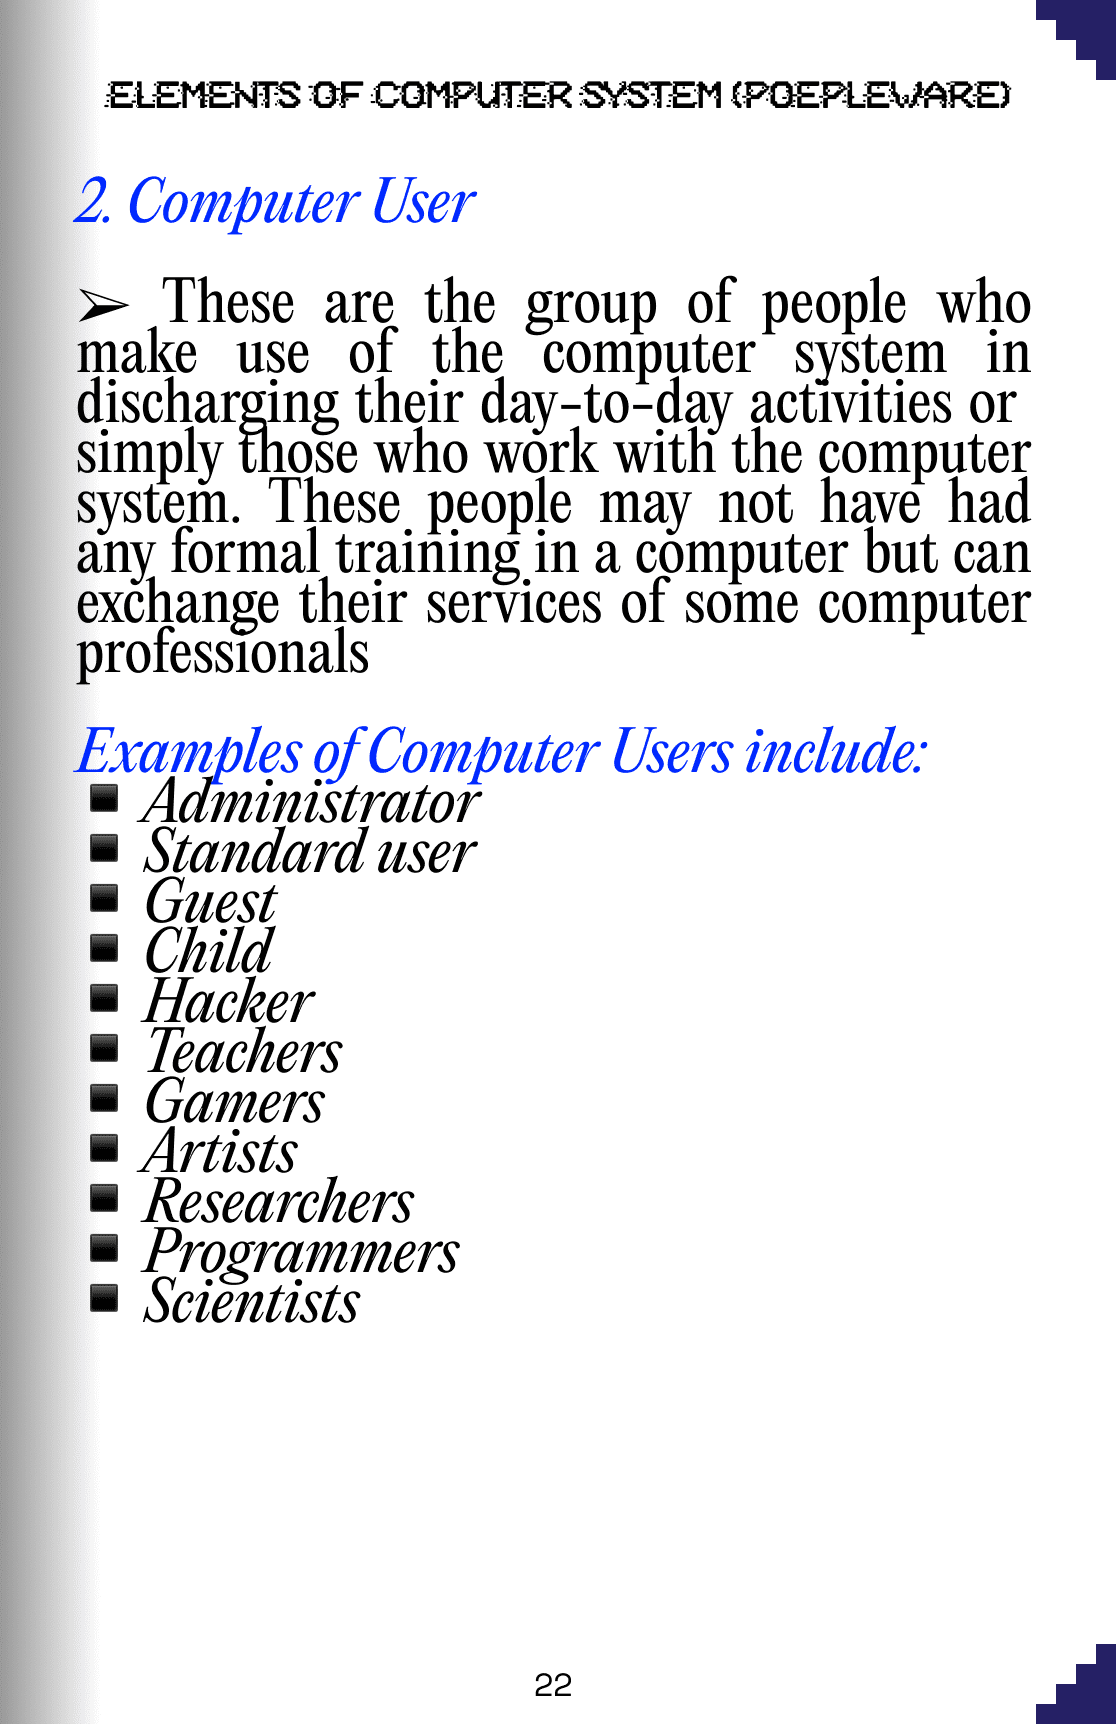 ELEMENTS OF COMPUTER SYSTEM (POEPLEWARE)
2. Computer User
➢ These are the group of people who
make use of the computer system in
discharging their day-to-day activities or
simply those who work with the computer
system. These people may not have had
any formal training in a computer but can
exchange their services of some computer
professionals
Examples of Computer Users include:
▪ Administrator
▪ Standard user
▪ Guest
▪ Child
▪ Hacker
▪ Teachers
▪ Gamers
▪ Artists
▪ Researchers
▪ Programmers
▪ Scientists
22